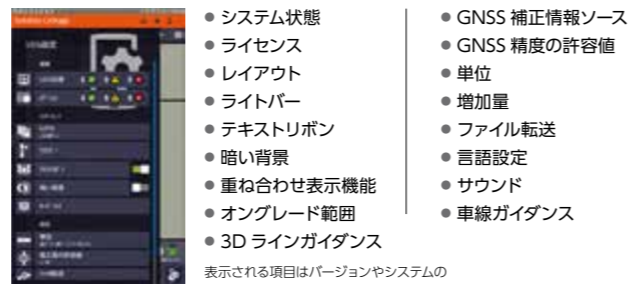 システム状態
ライセンス
レイアウト
ライトバー
テキストリボン
暗い背景
重ね合わせ表示機能
オングレード範囲
3D ラインガイダンス
GNSS 補正情報ソース
GNSS 精度の許容値
単位
増加量
ファイル転送
言語設定
サウンド
車線ガイダンス
表示される項目はバージョンやシステムの